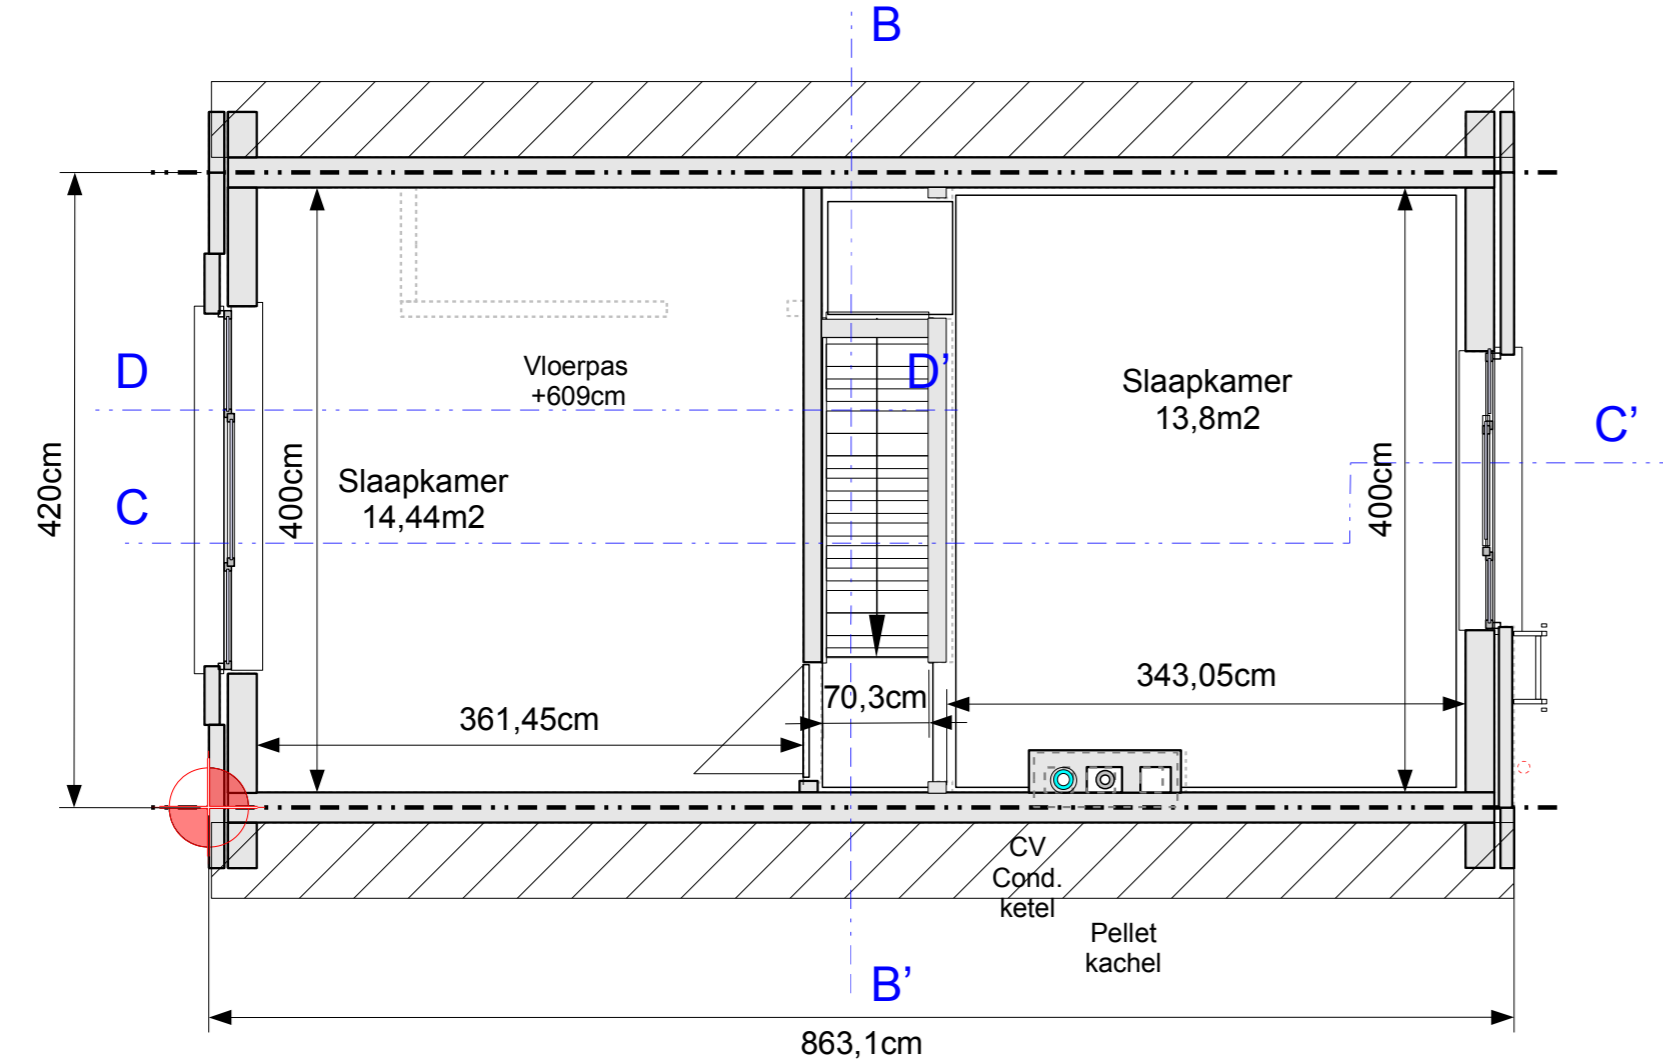 B
D
Vloerpas
+609cm
D’
Slaapkamer
13,8m2
C’
420cm
400cm
Slaapkamer
14,44m2
C
400cm
361,45cm
70,3cm
343,05cm
CV
Cond.
ketel
Pellet
kachel
B’
863,1cm